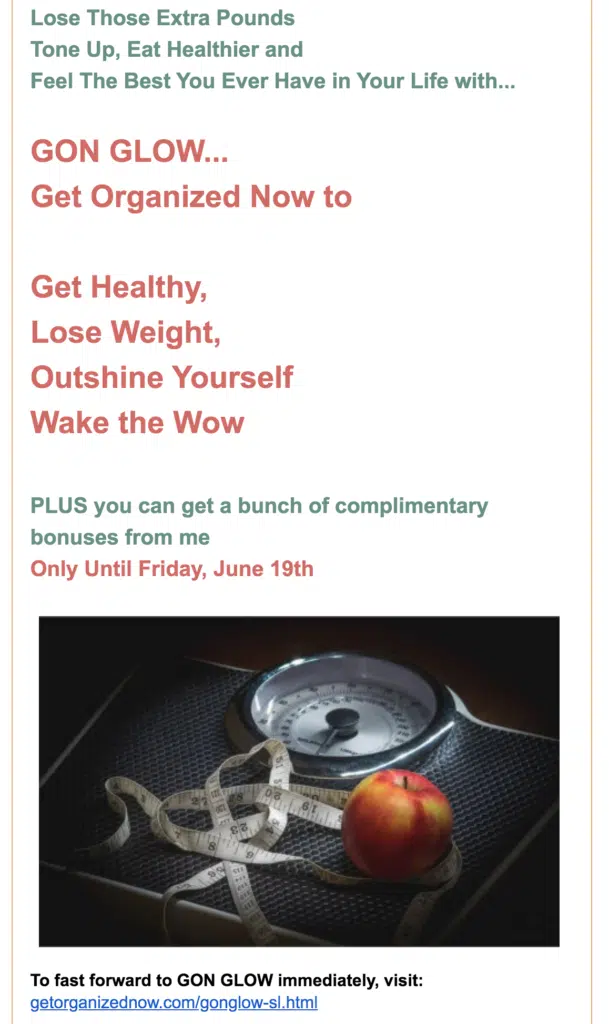 Lose Those Extra Pounds
Tone Up, Eat Healthier and
Feel The Best You Ever Have in Your Life with...
GON GLOW...
Get Organized Now to
Get Healthy,
Lose Weight,
Outshine Yourself
Wake the Wow
PLUS you can get a bunch of complimentary
bonuses from me
Only Until Friday, June 19th
To fast forward to GON GLOW immediately, visit:
getorganizednow.com/gonglow-sl.html